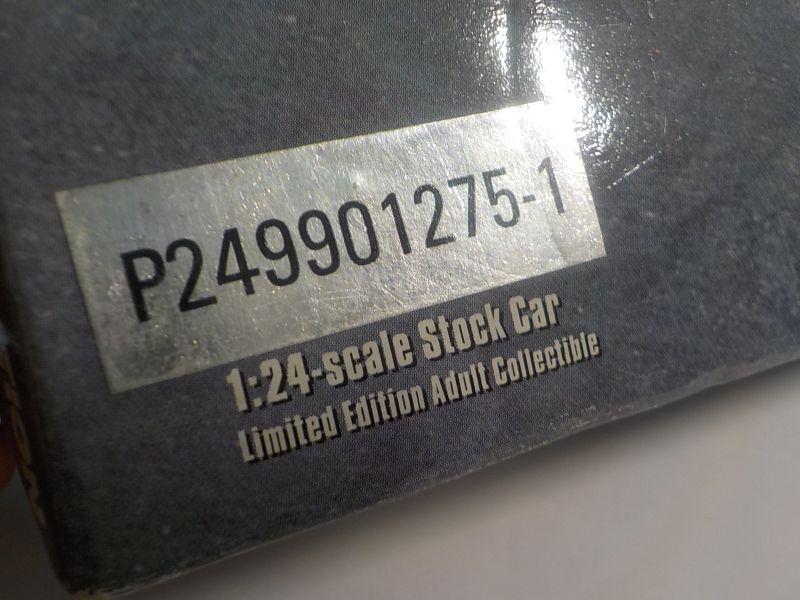 P249901275-1
1:24-scale Stock Car
Limited Edition Adult Collectible